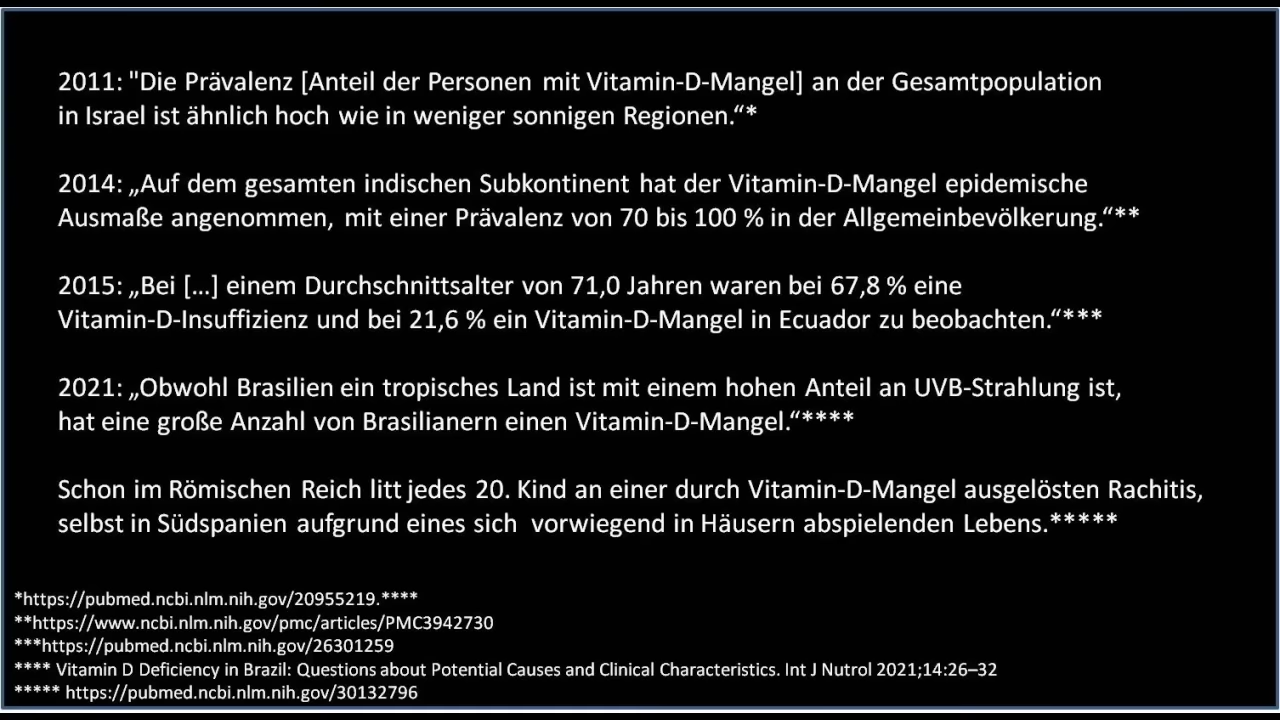 2011: "Die Prävalenz [Anteil der Personen mit Vitamin-D-Mangel] an der Gesamtpopulation
in Israel ist ähnlich hoch wie in weniger sonnigen Regionen.“*
2014: „Auf dem gesamten indischen Subkontinent hat der Vitamin-D-Mangel epidemische
Ausmaße angenommen, mit einer Prävalenz von 70 bis 100 % in der Allgemeinbevölkerung.“**
2015: „Bei [...] einem Durchschnittsalter von 71,0 Jahren waren bei 67,8 % eine
Vitamin-D-Insuffizienz und bei 21,6 % ein Vitamin-D-Mangel in Ecuador zu beobachten.“***
2021: „Obwohl Brasilien ein tropisches Land ist mit einem hohen Anteil an UVB-Strahlung ist,
hat eine große Anzahl von Brasilianern einen Vitamin-D-Mangel.“****
Schon im Römischen Reich litt jedes 20. Kind an einer durch Vitamin-D-Mangel ausgelösten Rachitis,
selbst in Südspanien aufgrund eines sich vorwiegend in Häusern abspielenden Lebens.*****
*https://pubmed.ncbi.nlm.nih.gov/20955219.****
**https://www.ncbi.nlm.nih.gov/pmc/articles/PMC3942730
***https://pubmed.ncbi.nlm.nih.gov/26301259
**** Vitamin D Deficiency in Brazil: Questions about Potential Causes and Clinical Characteristics. Int J Nutrol 2021;14:26–32
***** https://pubmed.ncbi.nlm.nih.gov/30132796